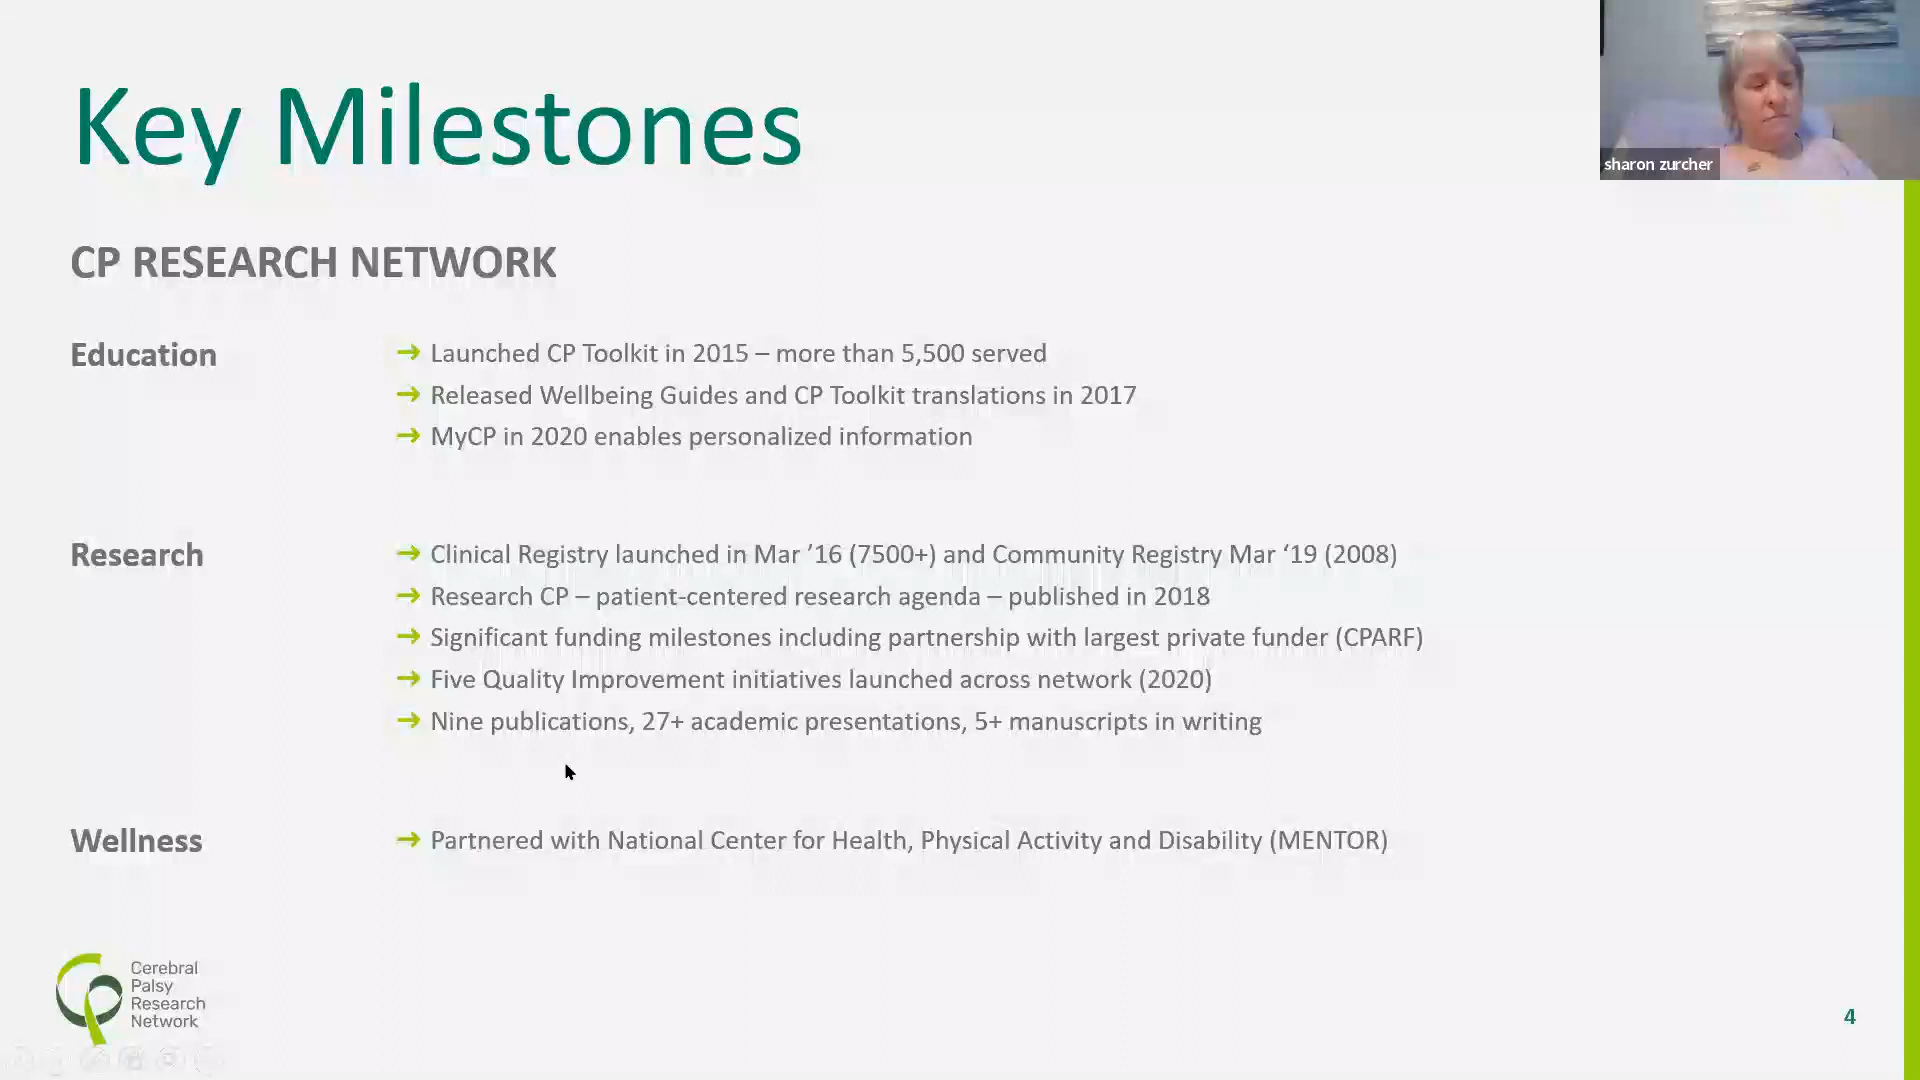 Key Milestones
sharon zurcher
CP RESEARCH NETWORK
Education
→ Launched CP Toolkit in 2015 – more than 5,500 served
→ Released Wellbeing Guides and CP Toolkit translations in 2017
→ MyCP in 2020 enables personalized information
Research
→ Clinical Registry launched in Mar ’16 (7500+) and Community Registry Mar ‘19 (2008)
→ Research CP – patient-centered research agenda – published in 2018
→ Significant funding milestones including partnership with largest private funder (CPARF)
→ Five Quality Improvement initiatives launched across network (2020)
→ Nine publications, 27+ academic presentations, 5+ manuscripts in writing
Wellness
→ Partnered with National Center for Health, Physical Activity and Disability (MENTOR)
Cerebral
Palsy
Research
Network
4